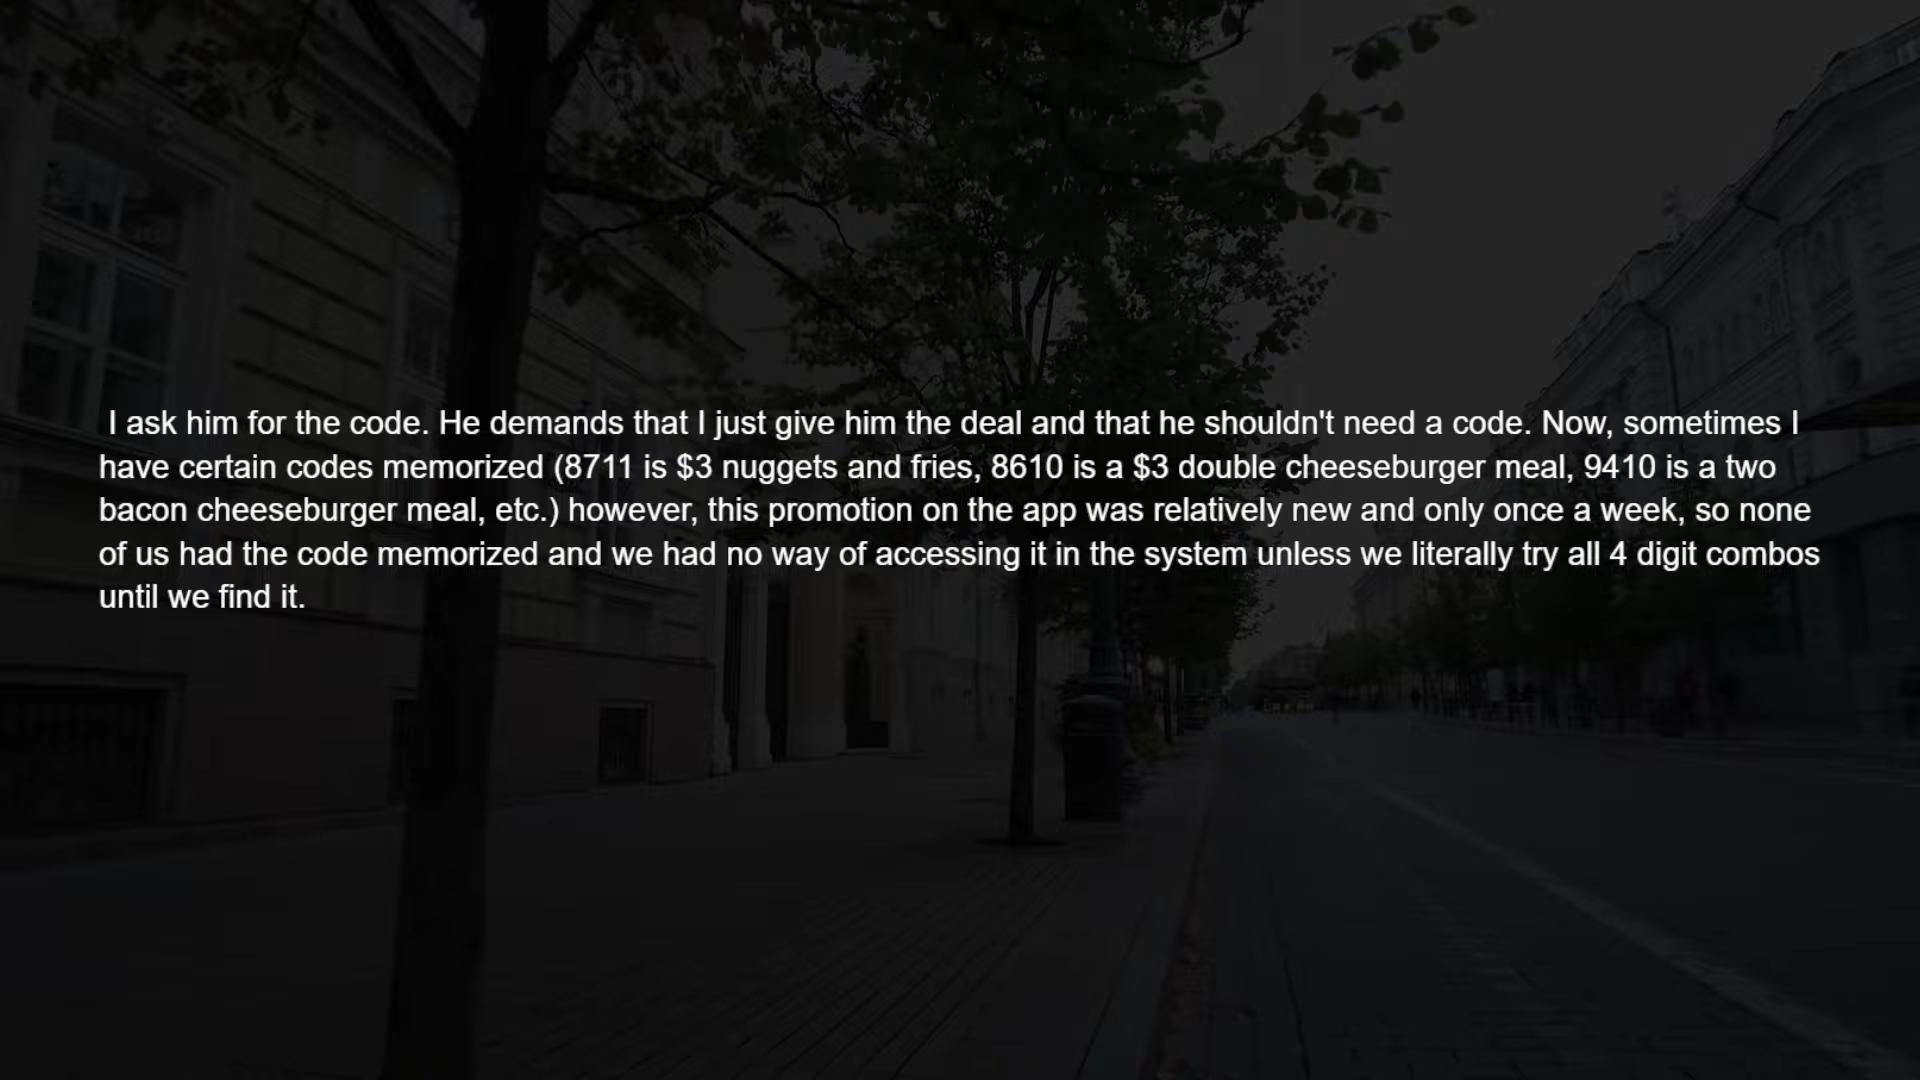 I ask him for the code. He demands that I just give him the deal and that he shouldn't need a code. Now, sometimes I
have certain codes memorized (8711 is $3 nuggets and fries, 8610 is a $3 double cheeseburger meal, 9410 is a two
bacon cheeseburger meal, etc.) however, this promotion on the app was relatively new and only once a week, so none
of us had the code memorized and we had no way of accessing it in the system unless we literally try all 4 digit combos
until we find it.